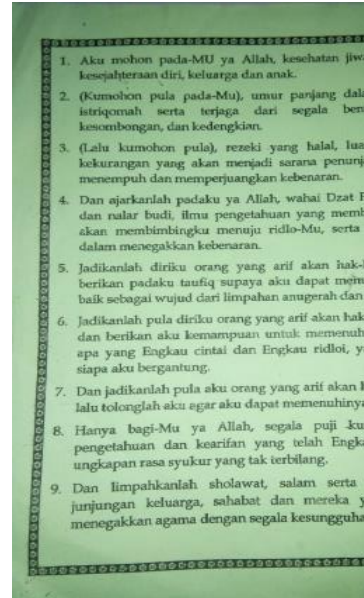 1. Aku mohon pada-MU ya Allah, kesehatan jiwa
kesejahteraan diri, keluarga dan anak.
2. (Kumohon pula pada-Mu), umur panjang dala
istriqomah serta terjaga dari segala ben
kesombongan, dan kedengkian.
3. (Lalu kumohon pula), rezeki yang halal, lua
kekurangan yang akan menjadi sarana penunj
menempuh dan memperjuangkan kebenaran.
4. Dan ajarkanlah padaku ya Allah, wahai Dzat P
dan nalar budi, ilmu pengetahuan yang memb
akan membimbingku menuju ridlo-Mu, serta
dalam menegakkan kebenaran.
5. Jadikanlah diriku orang yang arif akan hak-
berikan padaku taufiq supaya aku dapat mem
baik sebagai wujud dari limpahan anugerah dan
6. Jadikanlah pula diriku orang yang arif akan hak
dan berikan aku kemampuan untuk memenuh
apa yang Engkau cintai dan Engkau ridloi, y
siapa aku bergantung.
7. Dan jadikanlah pula aku orang yang arif akan
lalu tolonglah aku agar aku dapat memenuhinya
8. Hanya bagi-Mu ya Allah, segala puji ku
pengetahuan dan kearifan yang telah Engka
ungkapan rasa syukur yang tak terbilang.
9. Dan limpahkanlah sholawat, salam serta
junjungan keluarga, sahabat dan mereka y
menegakkan agama dengan segala kesungguha